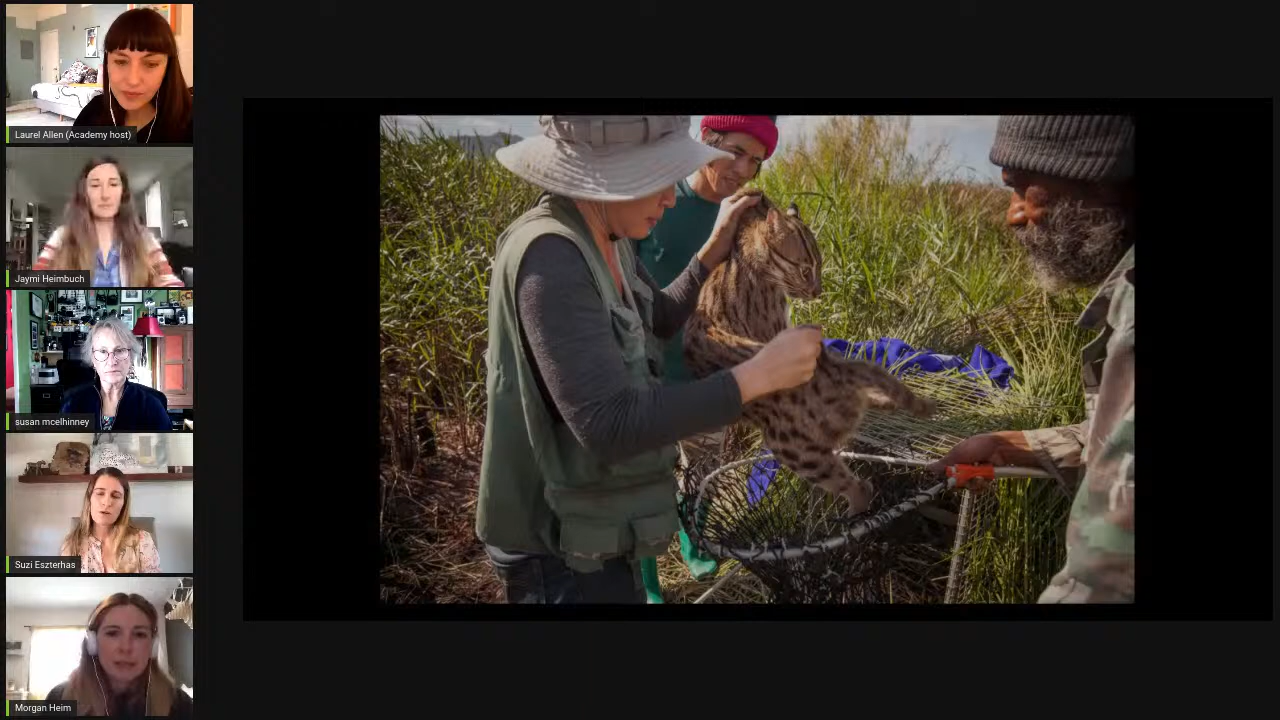 Laurel Allen (Academy host)
Jaymi Heimbuch
susan mcelhinney
Suzi Eszterhas
Morgan Heim